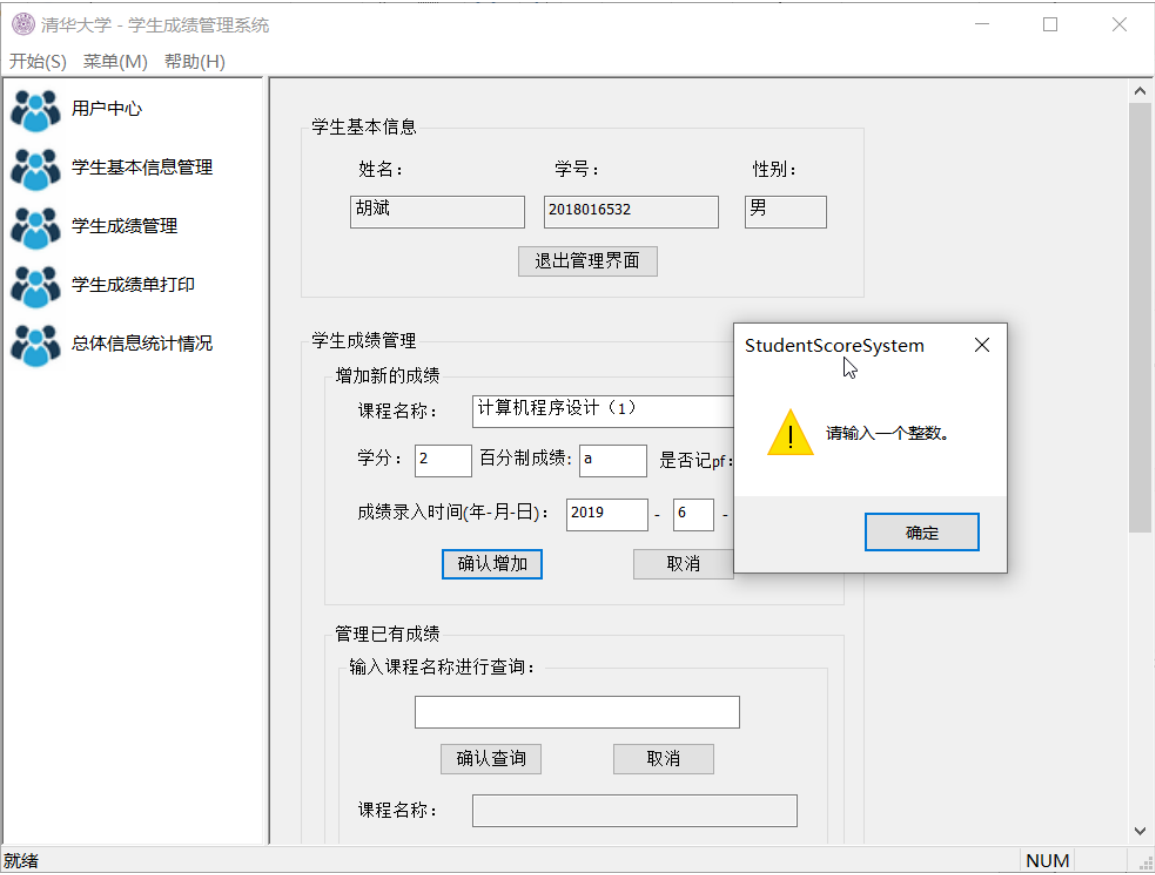 清华大学 - 学生成绩管理系统
开始(S) 菜单(M) 帮助(H)
用户中心
学生基本信息管理
学生成绩管理
学生成绩单打印
总体信息统计情况
学生基本信息
姓名： 学号： 性别：
胡斌 2018016532 男
退出管理界面
学生成绩管理
增加新的成绩
课程名称： 计算机程序设计（1）
学分： 2 百分制成绩: a 是否记pf:
成绩录入时间(年-月-日)： 2019 - 6 -
确认增加 取消
StudentScoreSystem
请输入一个整数。
确定
管理已有成绩
输入课程名称进行查询：
确认查询 取消
课程名称：
就绪 NUM